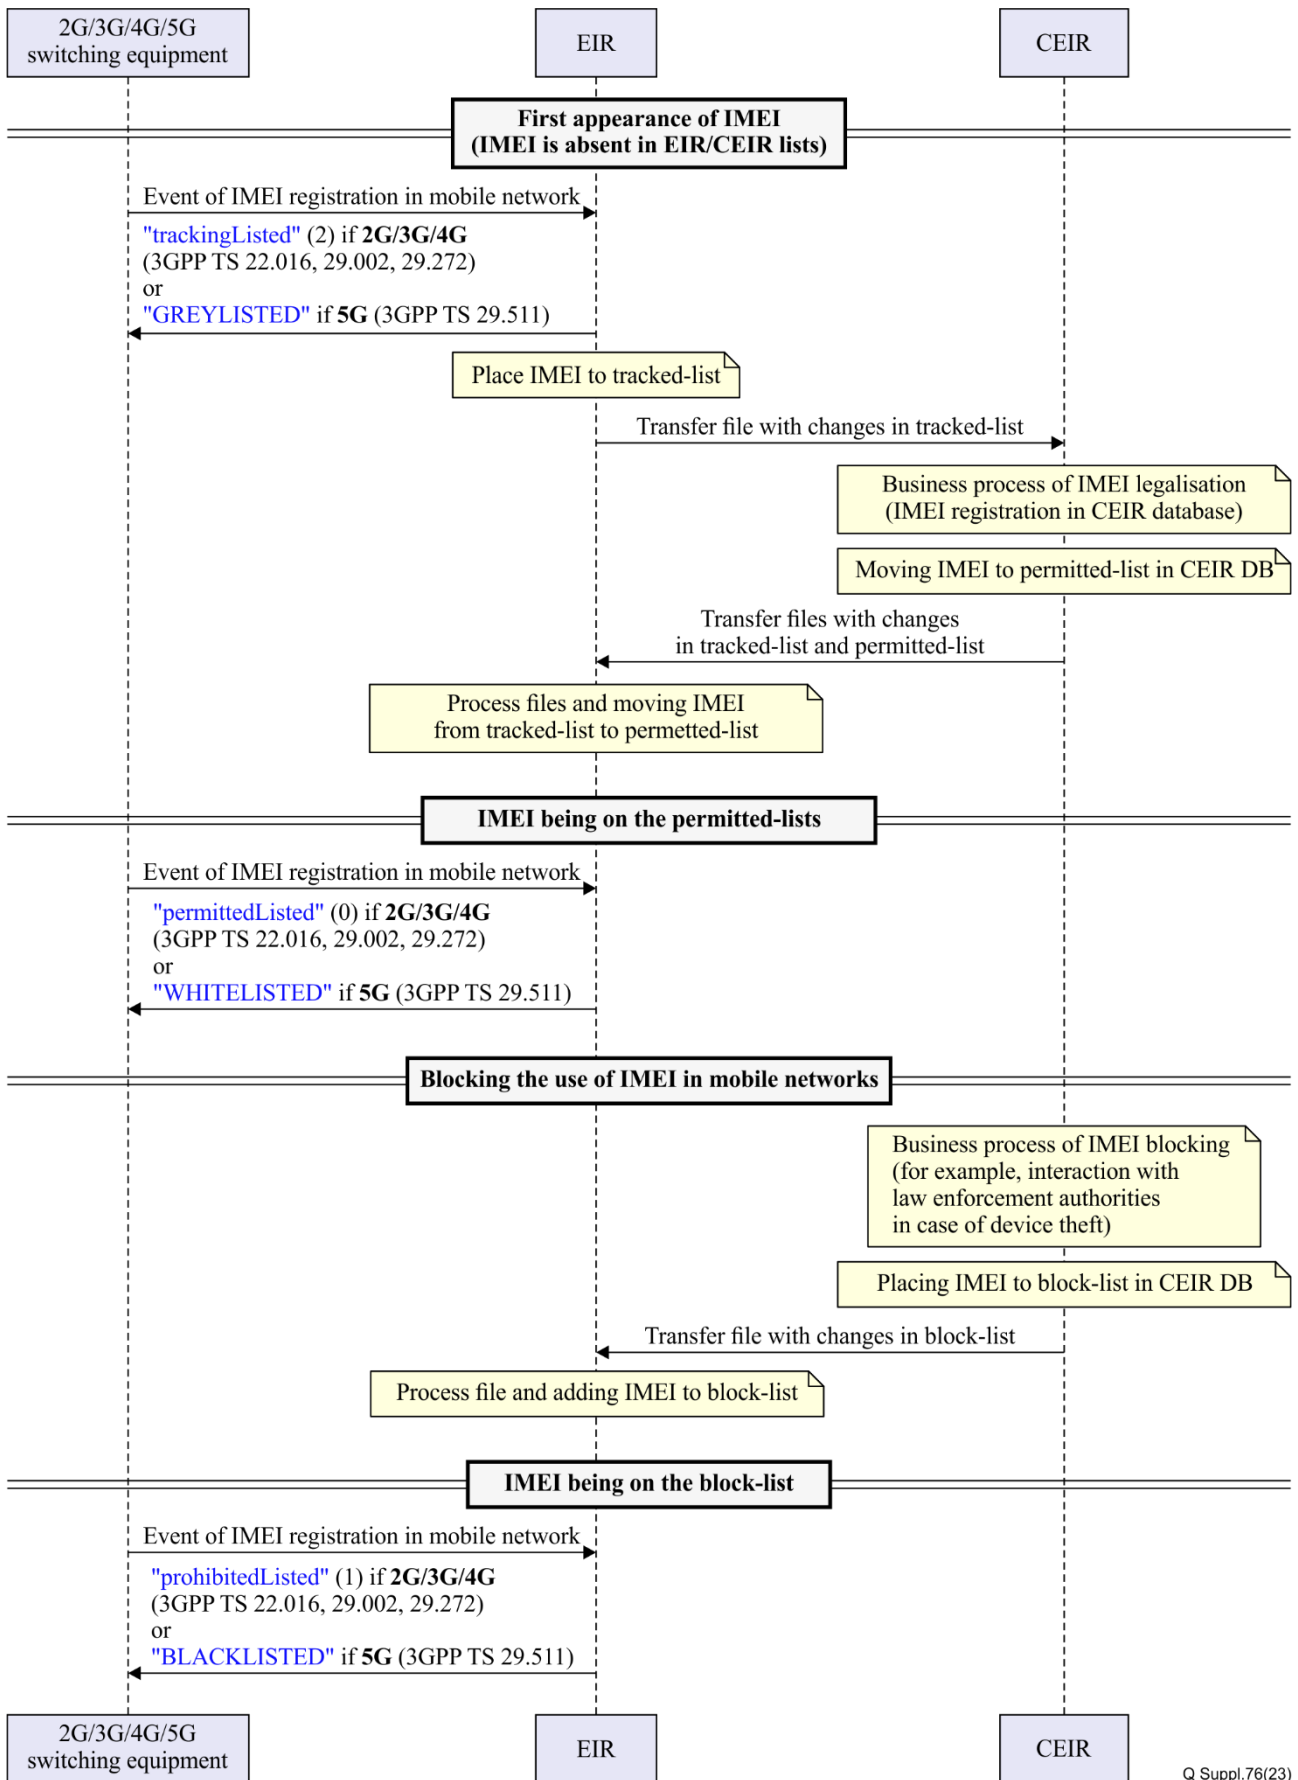 2G/3G/4G/5G
switching equipment
EIR
CEIR
First appearance of IMEI
(IMEI is absent in EIR/CEIR lists)
Event of IMEI registration in mobile network
"trackingListed" (2) if 2G/3G/4G
(3GPP TS 22.016, 29.002, 29.272)
or
"GREYLISTED" if 5G (3GPP TS 29.511)
Place IMEI to tracked-list
Transfer file with changes in tracked-list
Business process of IMEI legalisation
(IMEI registration in CEIR database)
Moving IMEI to permitted-list in CEIR DB
Transfer files with changes
in tracked-list and permitted-list
Process files and moving IMEI
from tracked-list to permetted-list
IMEI being on the permitted-lists
Event of IMEI registration in mobile network
"permittedListed" (0) if 2G/3G/4G
(3GPP TS 22.016, 29.002, 29.272)
or
"WHITELISTED" if 5G (3GPP TS 29.511)
Blocking the use of IMEI in mobile networks
Business process of IMEI blocking
(for example, interaction with
law enforcement authorities
in case of device theft)
Placing IMEI to block-list in CEIR DB
Transfer file with changes in block-list
Process file and adding IMEI to block-list
IMEI being on the block-list
Event of IMEI registration in mobile network
"prohibitedListed" (1) if 2G/3G/4G
(3GPP TS 22.016, 29.002, 29.272)
or
"BLACKLISTED" if 5G (3GPP TS 29.511)
2G/3G/4G/5G
switching equipment
EIR
CEIR
Q Suppl.76(23)